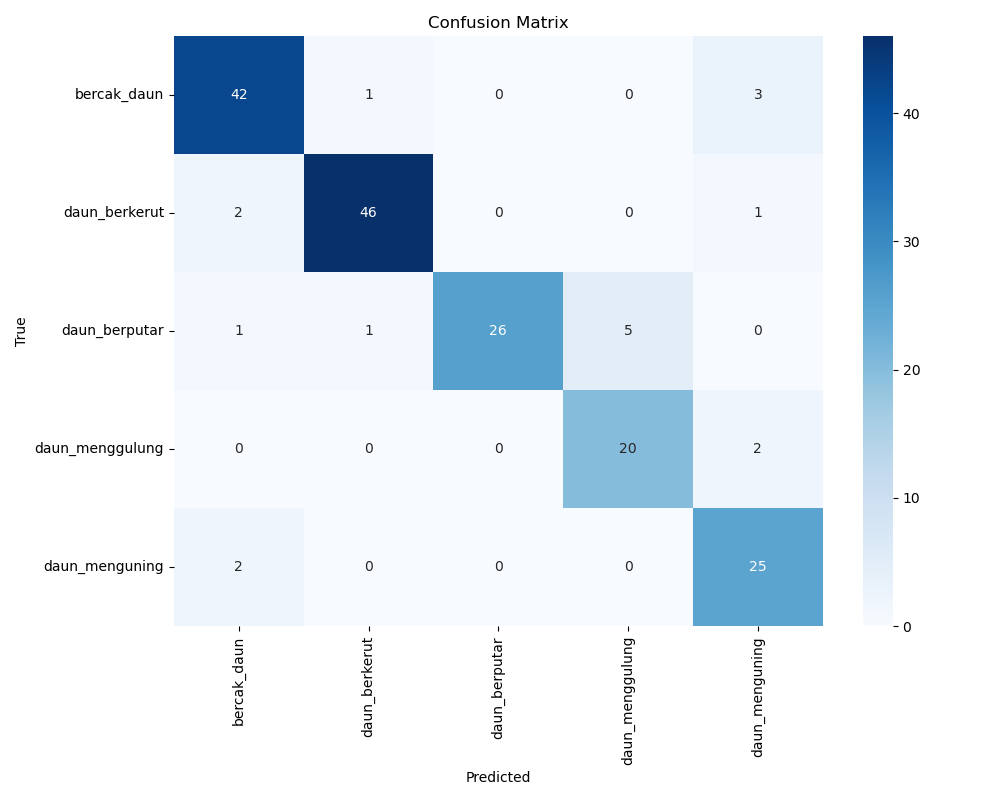 Confusion Matrix
True
bercak_daun 42 1 0 0 3
daun_berkerut 2 46 0 0 1
daun_berputar 1 1 26 5 0
daun_menggulung 0 0 0 20 2
daun_menguning 2 0 0 0 25
bercak_daun daun_berkerut daun_berputar daun_menggulung daun_menguning
Predicted
40
30
20
10
0